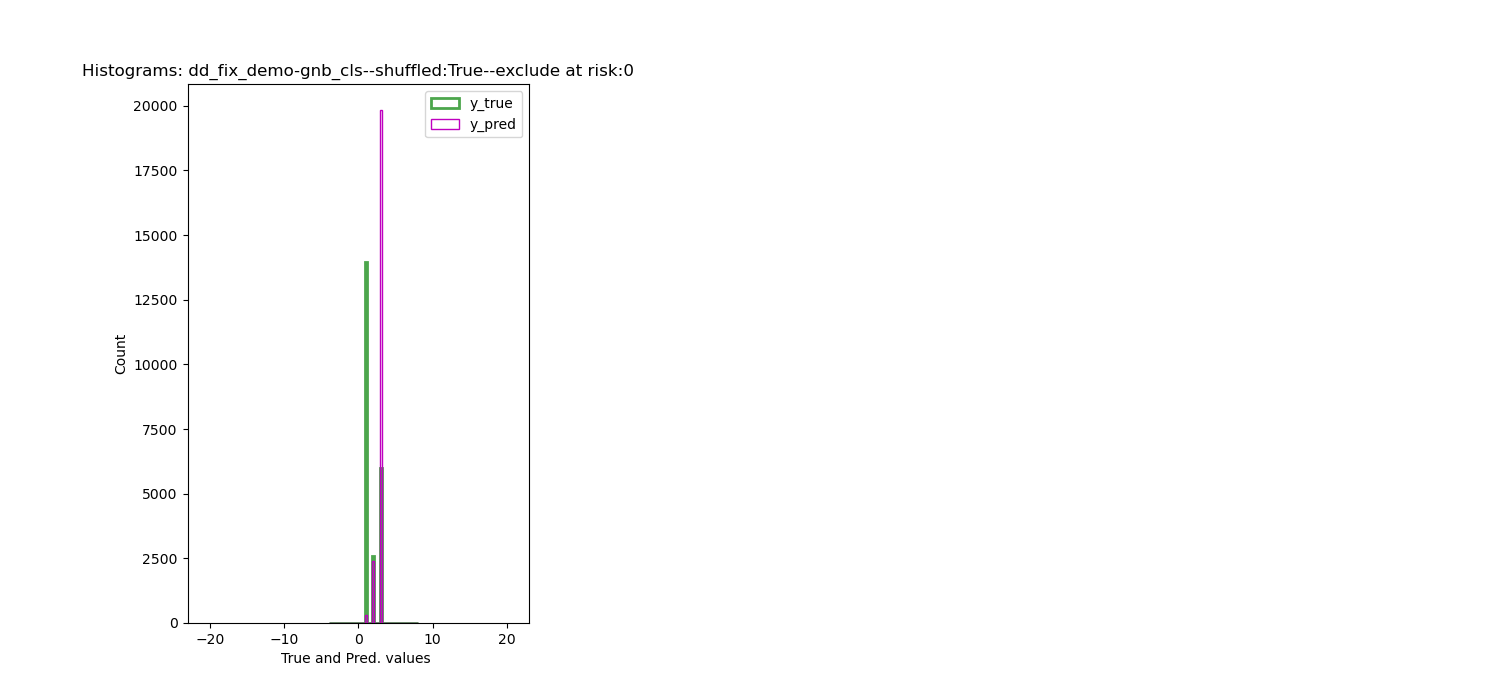 Histograms: dd_fix_demo-gnb_cls--shuffled:True--exclude at risk:0
y_true
y_pred
20000
17500
15000
12500
10000
7500
5000
2500
0
Count
−20
−10
0
10
20
True and Pred. values